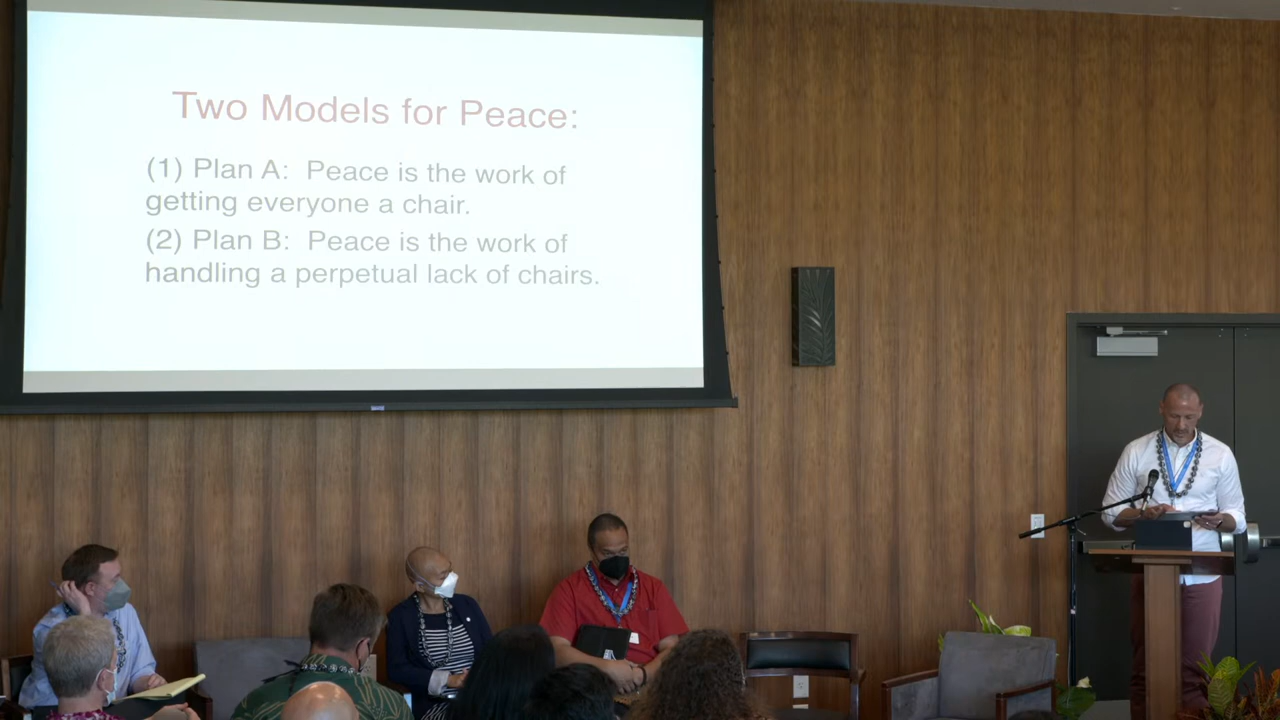 Two Models for Peace:
(1) Plan A: Peace is the work of
getting everyone a chair.
(2) Plan B: Peace is the work of
handling a perpetual lack of chairs.